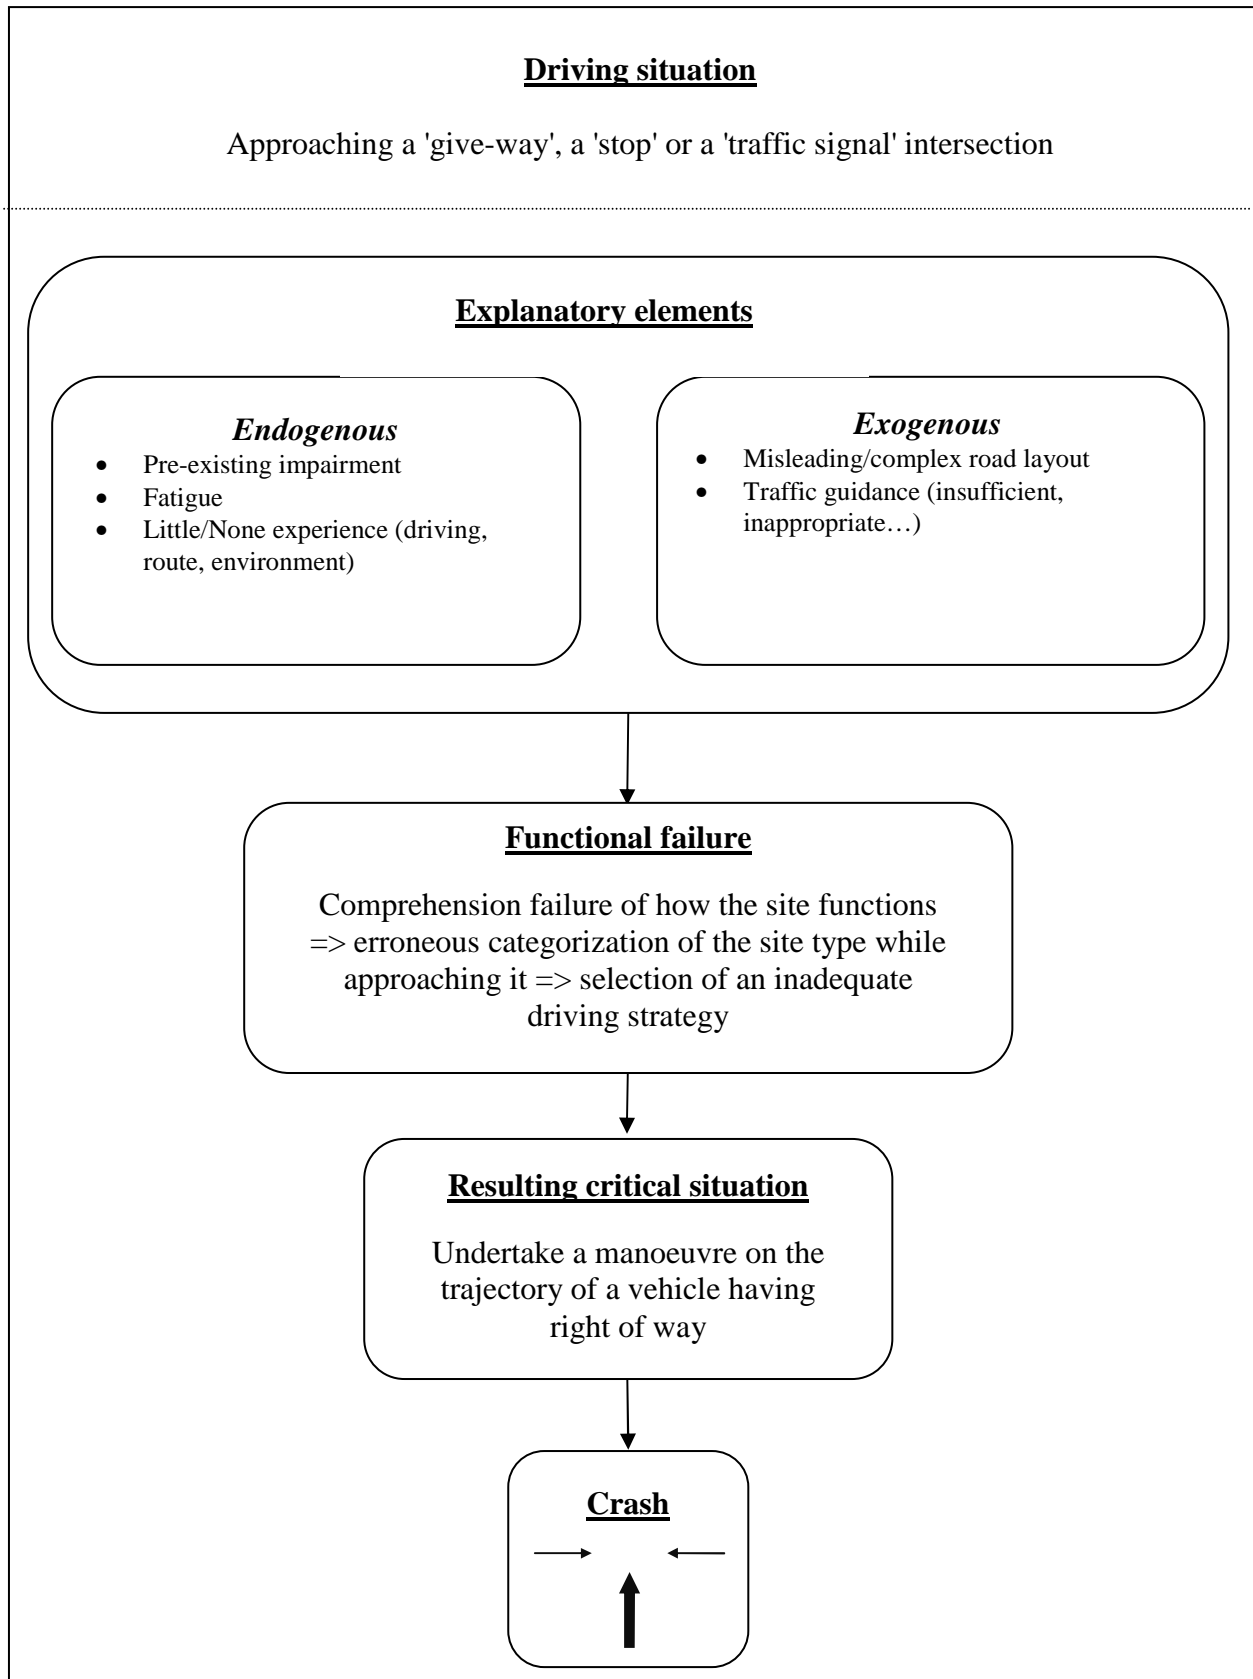 Driving situation
Approaching a 'give-way', a 'stop' or a 'traffic signal' intersection
Explanatory elements
Endogenous
• Pre-existing impairment
• Fatigue
• Little/None experience (driving,
route, environment)
Exogenous
• Misleading/complex road layout
• Traffic guidance (insufficient,
inappropriate…)
Functional failure
Comprehension failure of how the site functions
=> erroneous categorization of the site type while
approaching it => selection of an inadequate
driving strategy
Resulting critical situation
Undertake a manoeuvre on the
trajectory of a vehicle having
right of way
Crash